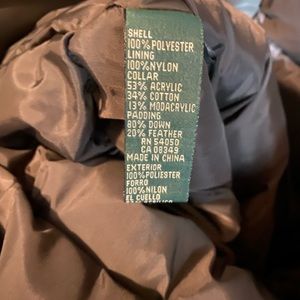 SHELL
100% POLYESTER
LINING
100% NYLON
COLLAR
53% ACRYLIC
34% COTTON
13% MODACRYLIC
PADDING
80% DOWN
20% FEATHER
RN 54050
CA 08349
MADE IN CHINA
EXTERIOR
100% POLIESTER
FORRO
100% NILON
EL CUELLO